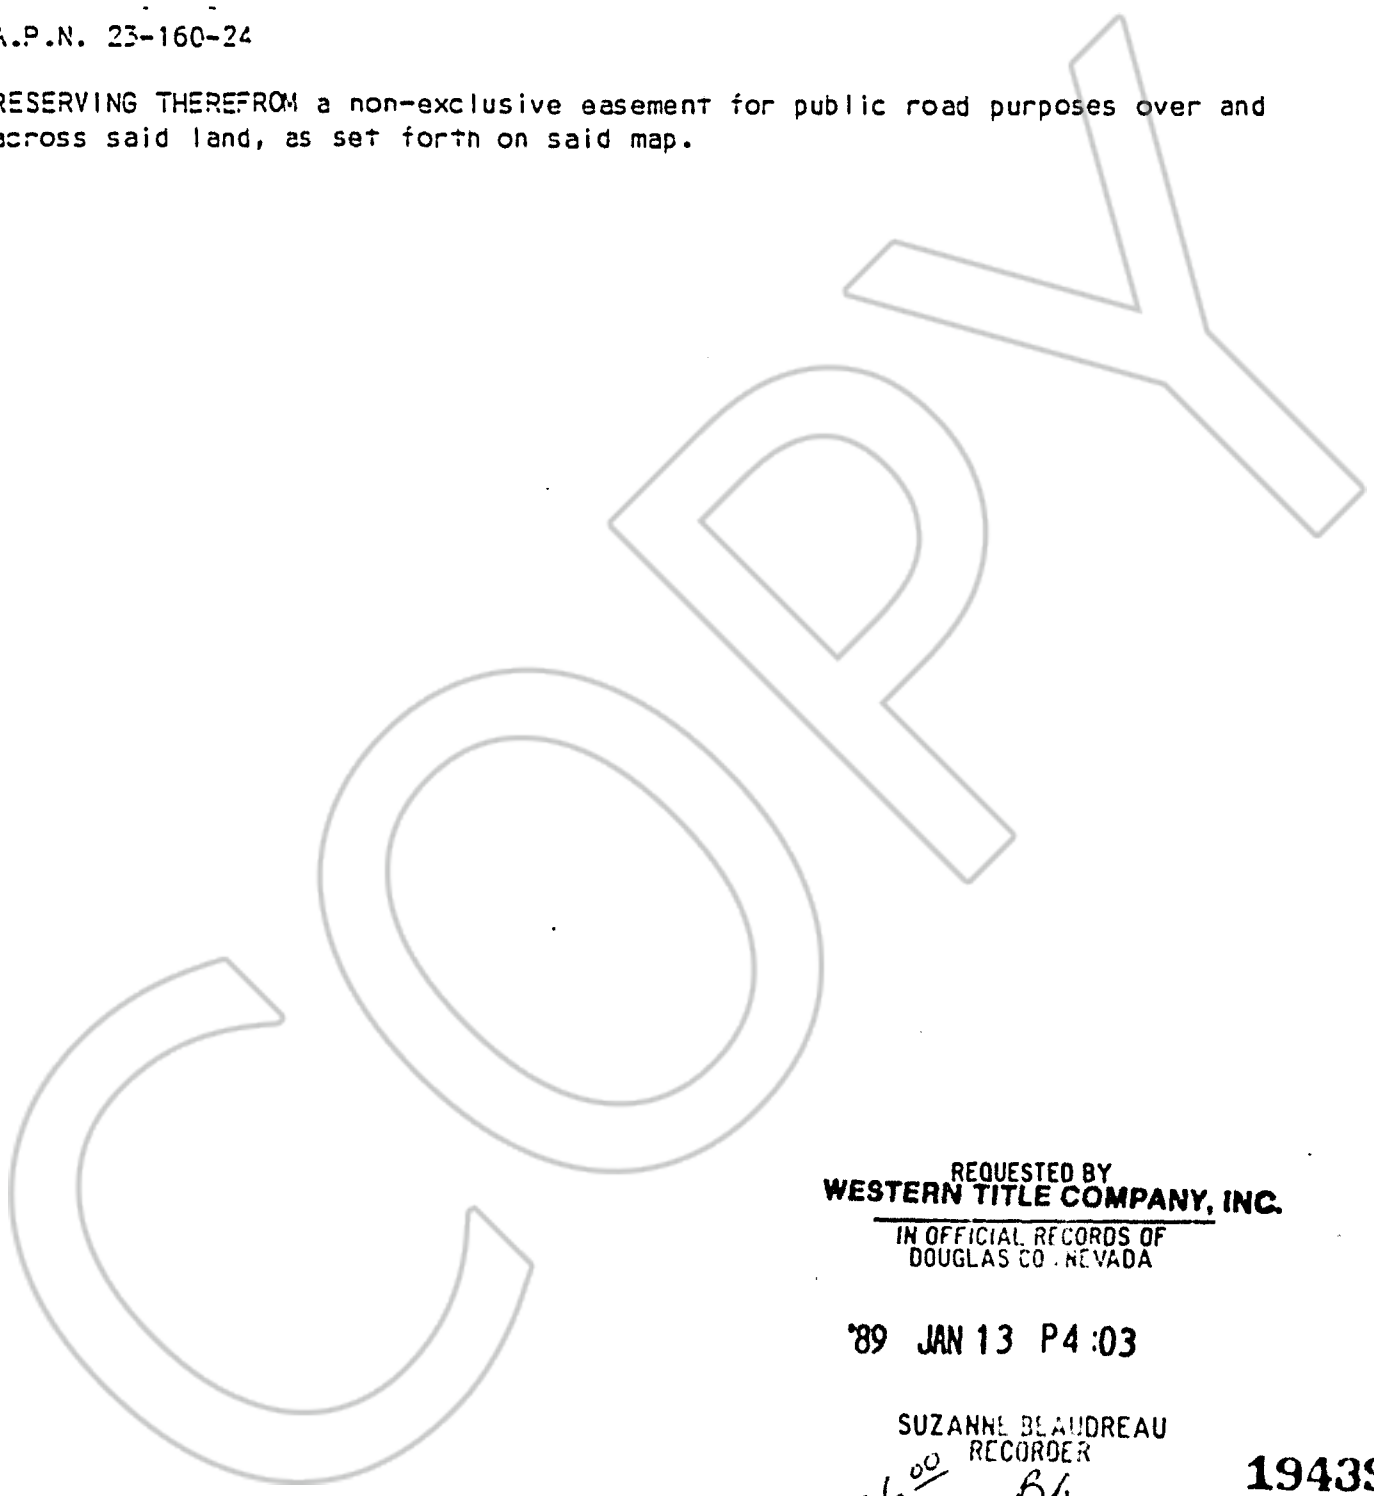 A.P.N. 23-160-24
RESERVING THEREFROM a non-exclusive easement for public road purposes over and
across said land, as set forth on said map.
COPY
REQUESTED BY
WESTERN TITLE COMPANY, INC.
IN OFFICIAL RECORDS OF
DOUGLAS CO. NEVADA
'89 JAN 13 P4:03
SUZANNE BEAUDREAU
RECORDER
1943